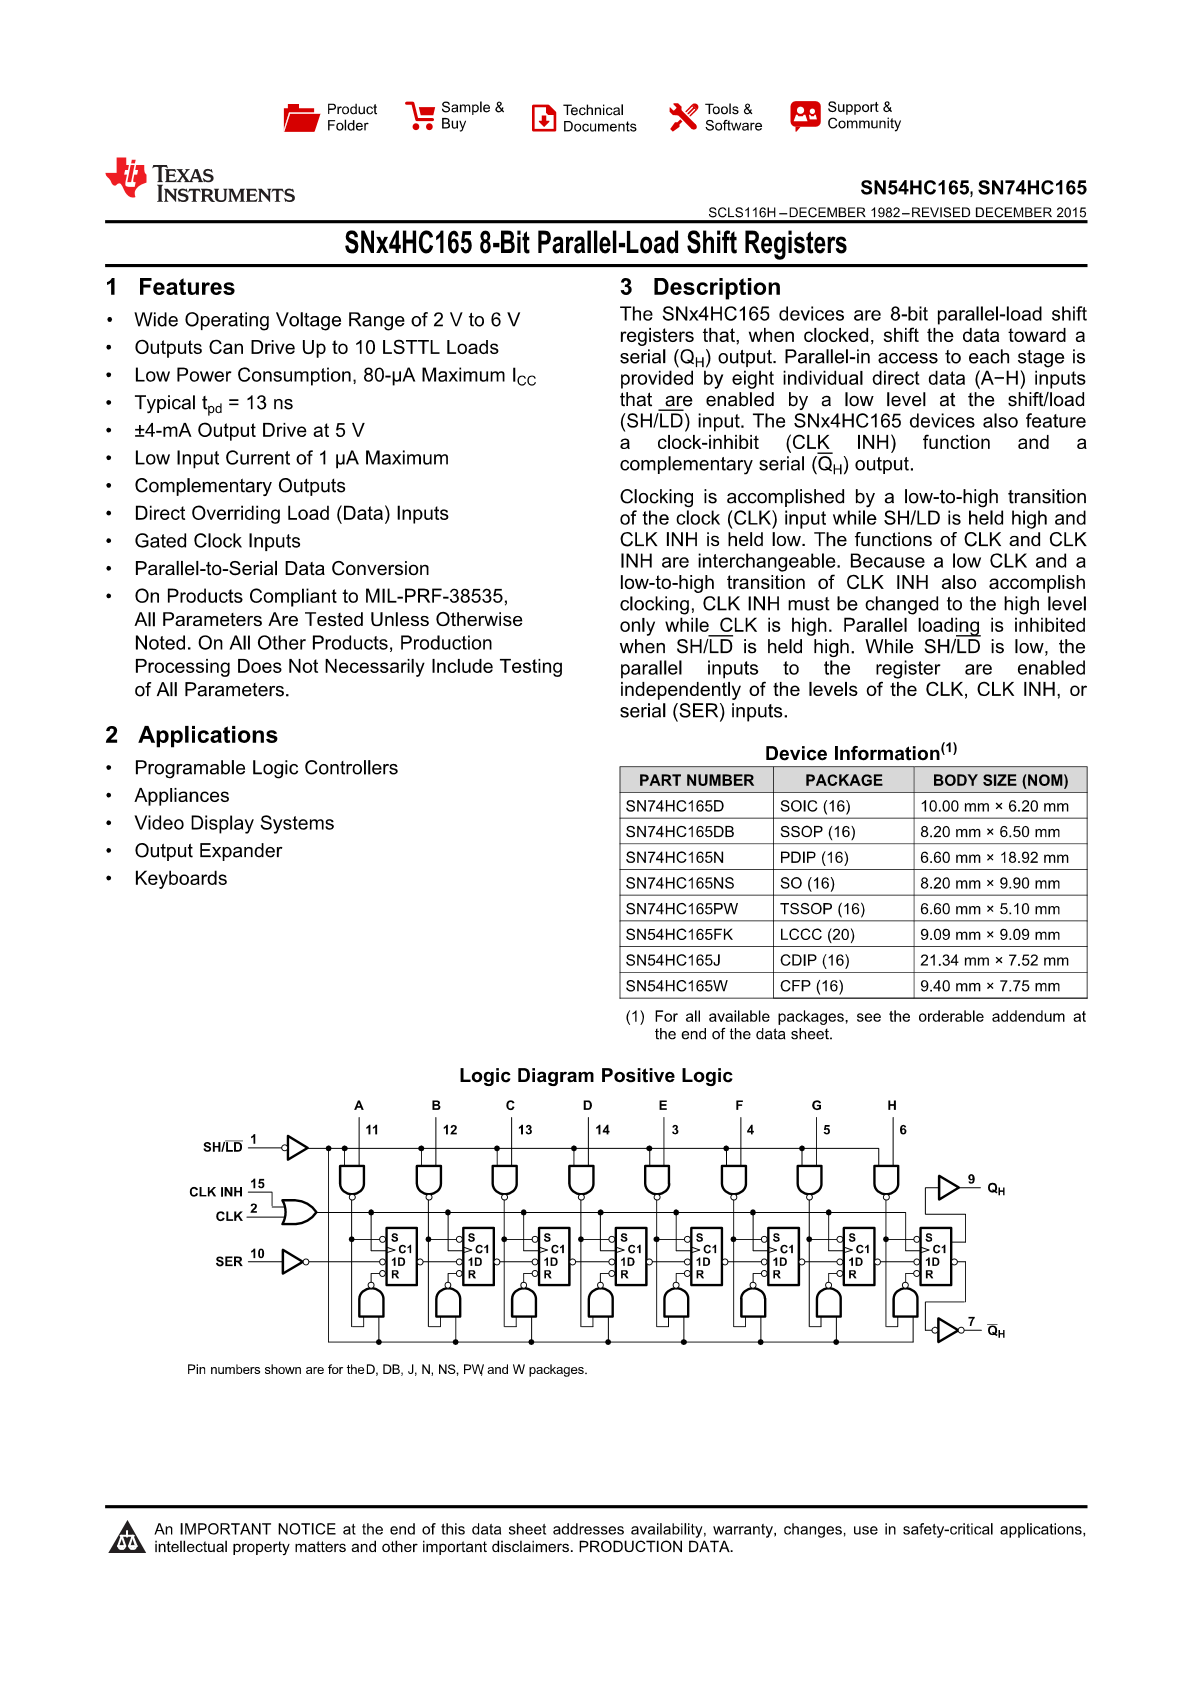 Product
Folder
Sample &
Buy
Technical
Documents
Tools &
Software
Support &
Community
TEXAS
INSTRUMENTS
SN54HC165, SN74HC165
SCLS116H –DECEMBER 1982–REVISED DECEMBER 2015
SNx4HC165 8-Bit Parallel-Load Shift Registers
1 Features
• Wide Operating Voltage Range of 2 V to 6 V
• Outputs Can Drive Up to 10 LSTTL Loads
• Low Power Consumption, 80-μA Maximum ICC
• Typical tpd = 13 ns
• ±4-mA Output Drive at 5 V
• Low Input Current of 1 μA Maximum
• Complementary Outputs
• Direct Overriding Load (Data) Inputs
• Gated Clock Inputs
• Parallel-to-Serial Data Conversion
• On Products Compliant to MIL-PRF-38535,
All Parameters Are Tested Unless Otherwise
Noted. On All Other Products, Production
Processing Does Not Necessarily Include Testing
of All Parameters.
2 Applications
• Programable Logic Controllers
• Appliances
• Video Display Systems
• Output Expander
• Keyboards
3 Description
The SNx4HC165 devices are 8-bit parallel-load shift
registers that, when clocked, shift the data toward a
serial (QH) output. Parallel-in access to each stage is
provided by eight individual direct data (A−H) inputs
that are enabled by a low level at the shift/load
(SH/L̅D̅) input. The SNx4HC165 devices also feature
a clock-inhibit (CLK INH) function and a
complementary serial (Q̅H) output.
Clocking is accomplished by a low-to-high transition
of the clock (CLK) input while SH/LD is held high and
CLK INH is held low. The functions of CLK and CLK
INH are interchangeable. Because a low CLK and a
low-to-high transition of CLK INH also accomplish
clocking, CLK INH must be changed to the high level
only while CLK is high. Parallel loading is inhibited
when SH/L̅D̅ is held high. While SH/L̅D̅ is low, the
parallel inputs to the register are enabled
independently of the levels of the CLK, CLK INH, or
serial (SER) inputs.
Device Information(1)
PART NUMBER PACKAGE BODY SIZE (NOM)
SN74HC165D SOIC (16) 10.00 mm × 6.20 mm
SN74HC165DB SSOP (16) 8.20 mm × 6.50 mm
SN74HC165N PDIP (16) 6.60 mm × 18.92 mm
SN74HC165NS SO (16) 8.20 mm × 9.90 mm
SN74HC165PW TSSOP (16) 6.60 mm × 5.10 mm
SN54HC165FK LCCC (20) 9.09 mm × 9.09 mm
SN54HC165J CDIP (16) 21.34 mm × 7.52 mm
SN54HC165W CFP (16) 9.40 mm × 7.75 mm
(1) For all available packages, see the orderable addendum at
the end of the data sheet.
Logic Diagram Positive Logic
A B C D E F G H
11 12 13 14 3 4 5 6
SH/L̅D̅ 1
CLK INH 15
CLK 2
9 QH
S S S S S S S S
C1 C1 C1 C1 C1 C1 C1 C1
SER 10
1D 1D 1D 1D 1D 1D 1D 1D
R R R R R R R R
7 Q̅H
Pin numbers shown are for the D, DB, J, N, NS, PW, and W packages.
An IMPORTANT NOTICE at the end of this data sheet addresses availability, warranty, changes, use in safety-critical applications,
intellectual property matters and other important disclaimers. PRODUCTION DATA.